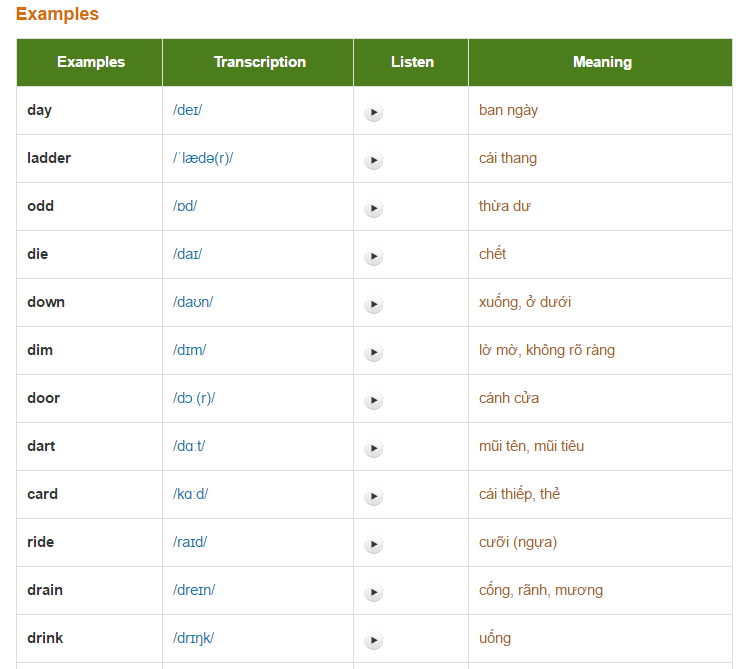 Examples
Examples Transcription Listen Meaning
day /deɪ/ ban ngày
ladder /ˈlædə(r)/ cái thang
odd /ɒd/ thừa dư
die /daɪ/ chết
down /daʊn/ xuống, ở dưới
dim /dɪm/ lờ mờ, không rõ ràng
door /dɔː(r)/ cánh cửa
dart /dɑːt/ mũi tên, mũi tiêu
card /kɑːd/ cái thiếp, thẻ
ride /raɪd/ cưỡi (ngựa)
drain /dreɪn/ cống, rãnh, mương
drink /drɪŋk/ uống